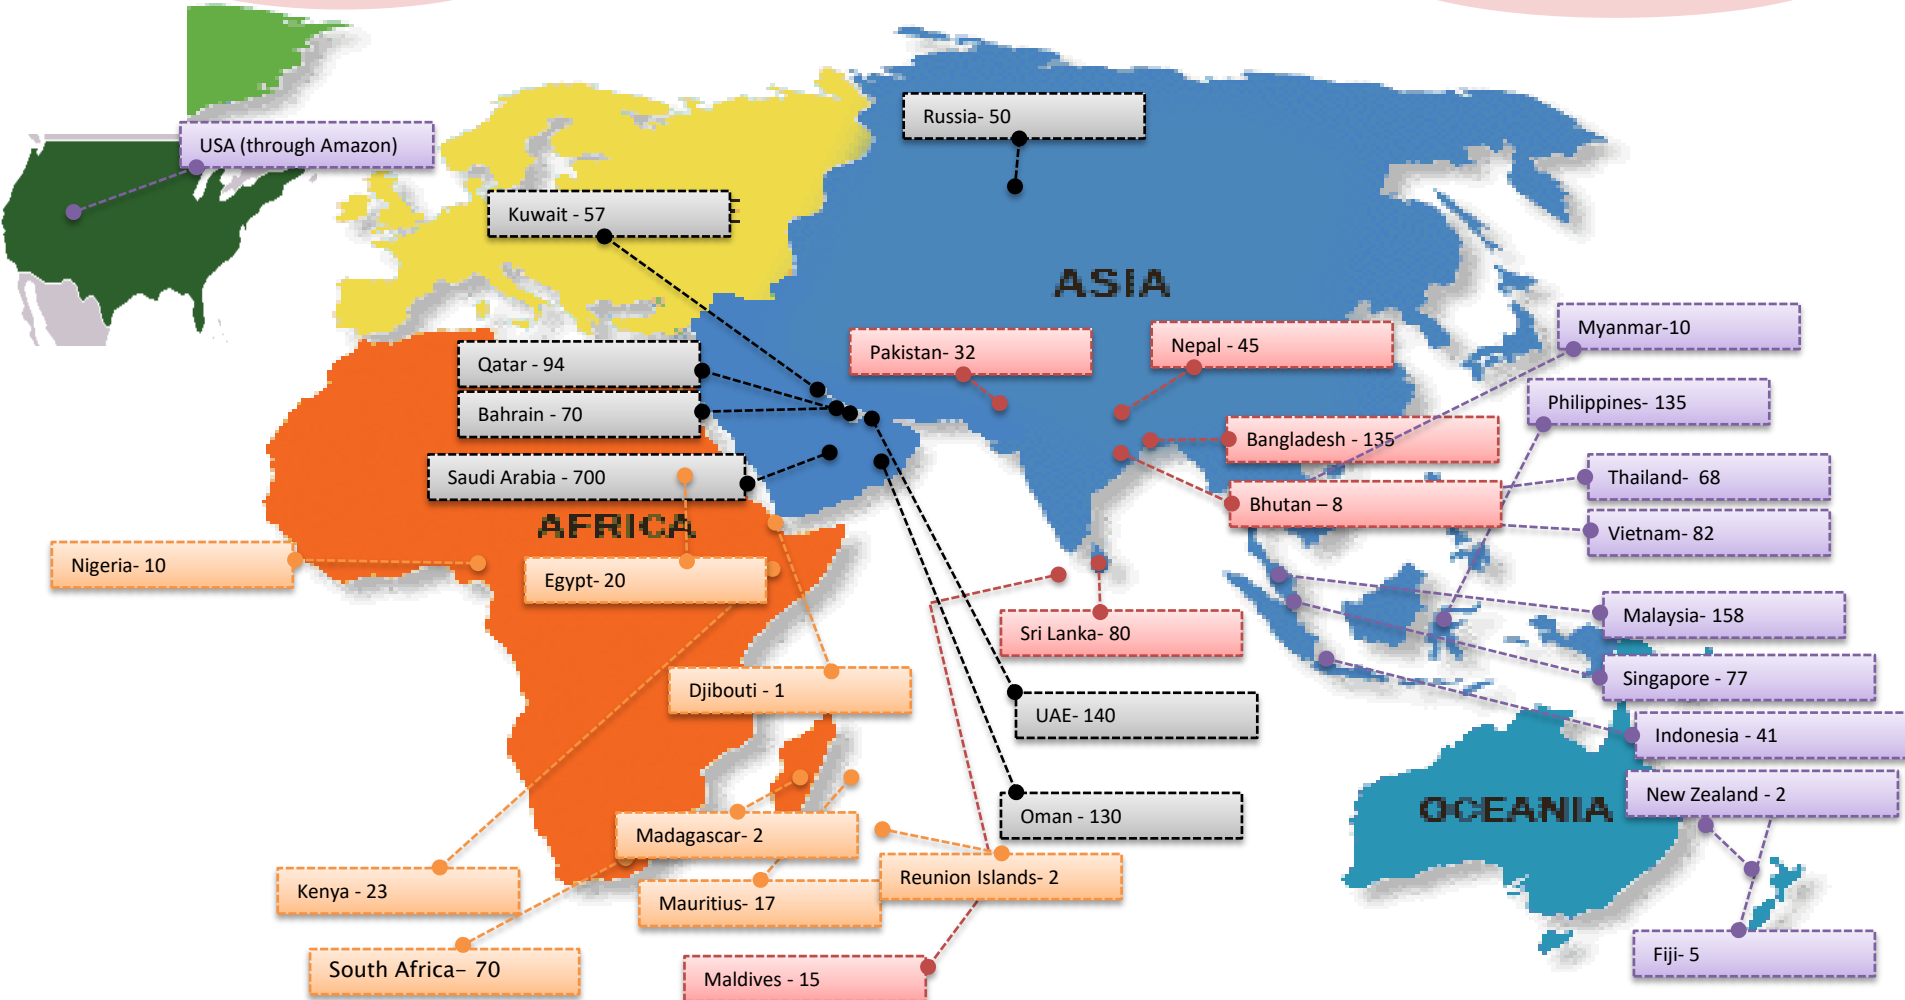 Russia- 50
USA (through Amazon)
Kuwait - 57
ASIA
Myanmar-10
Pakistan- 32
Nepal - 45
Qatar - 94
Philippines- 135
Bahrain - 70
Bangladesh - 135
Saudi Arabia - 700
Thailand-  68
Bhutan – 8
AFRICA
Vietnam- 82
Nigeria- 10
Egypt- 20
Malaysia- 158
Sri Lanka- 80
Singapore - 77
Djibouti - 1
UAE- 140
Indonesia - 41
New Zealand - 2
OCEANIA
Oman - 130
Madagascar- 2
Reunion Islands- 2
Kenya - 23
Mauritius- 17
Fiji- 5
South Africa– 70
Maldives - 15